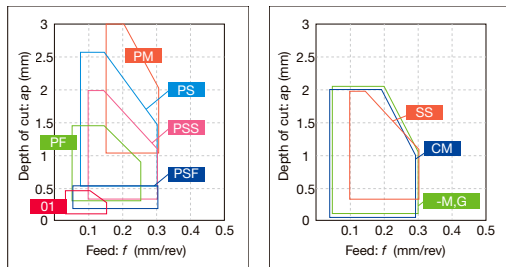 Depth of cut: ap (mm)
3
2.5
2
1.5
1
0.5
0
PM
PS
PSS
PF
PSF
01
0.1 0.2 0.3 0.4 0.5
Feed: f (mm/rev)
Depth of cut: ap (mm)
3
2.5
2
1.5
1
0.5
0
SS
CM
-M,G
0.1 0.2 0.3 0.4 0.5
Feed: f (mm/rev)